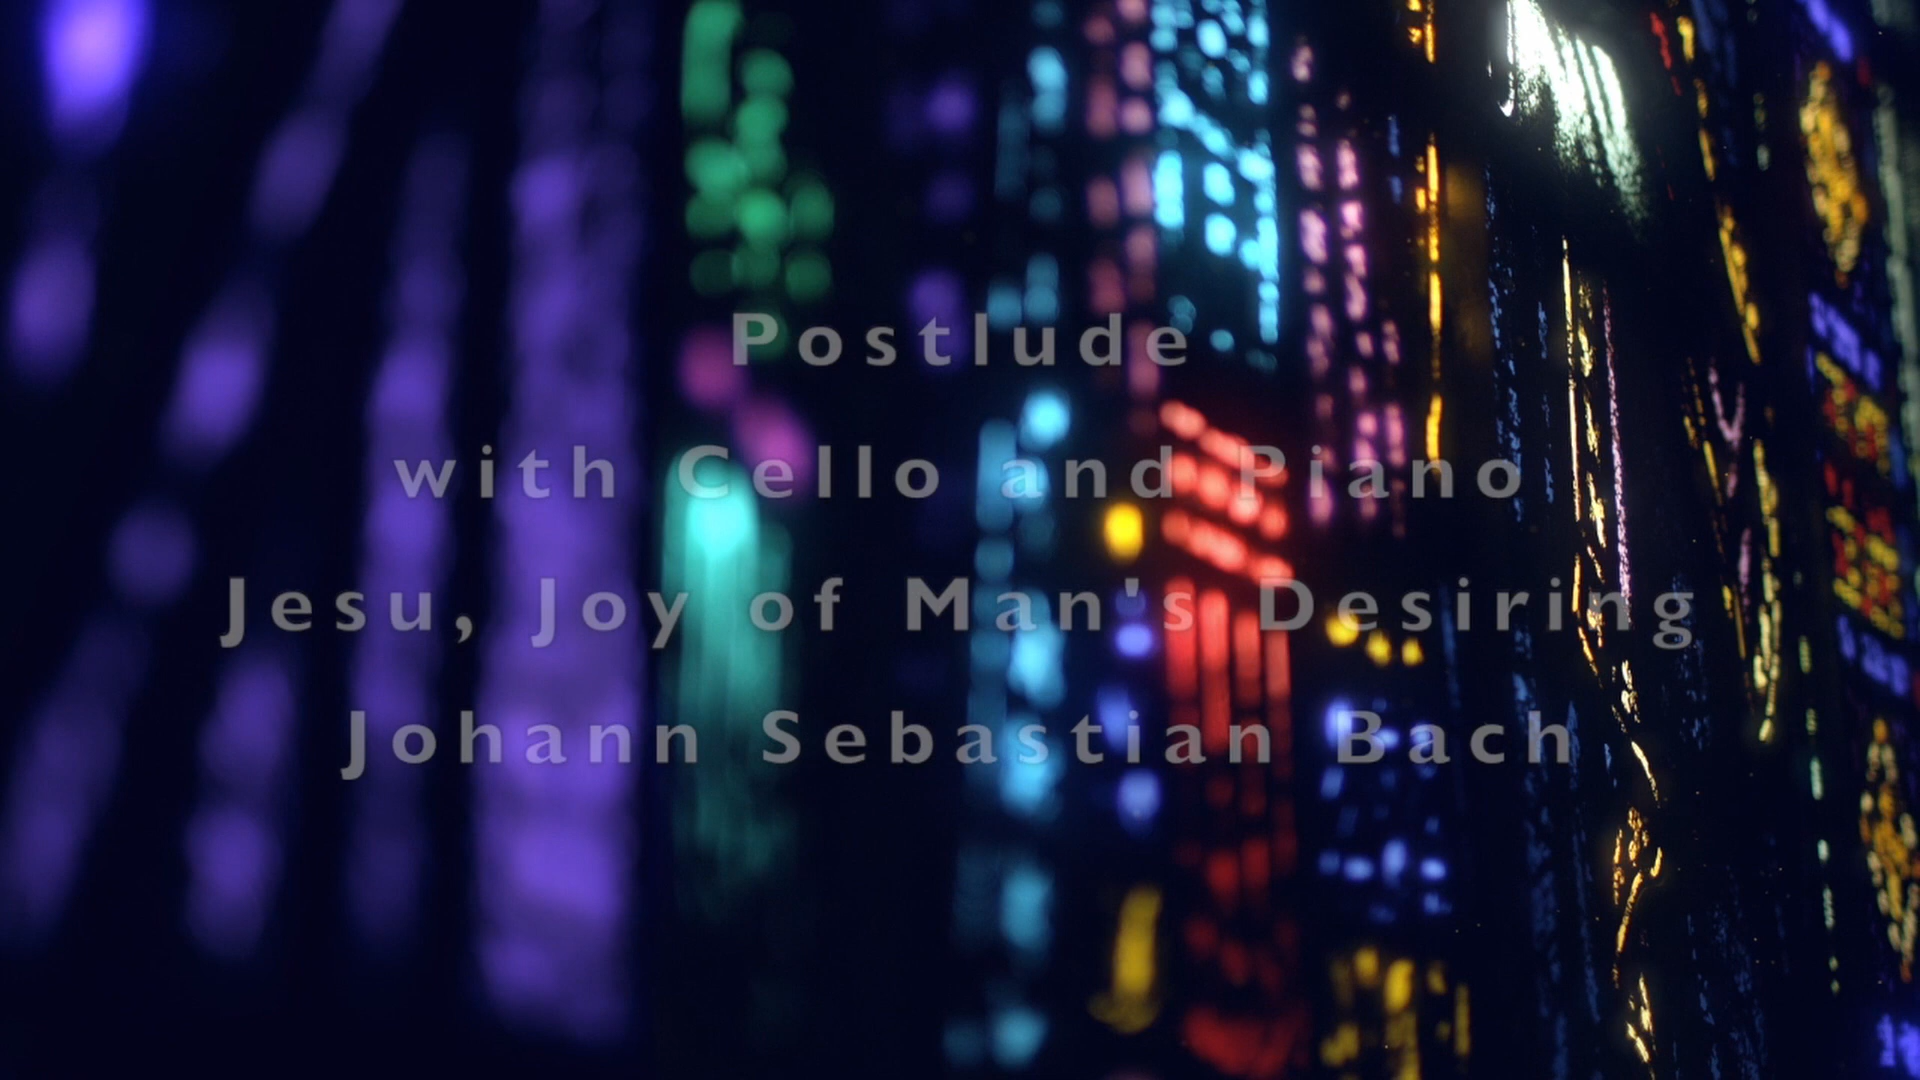 Postlude
with Cello and Piano
Jesu, Joy of Man's Desiring
Johann Sebastian Bach